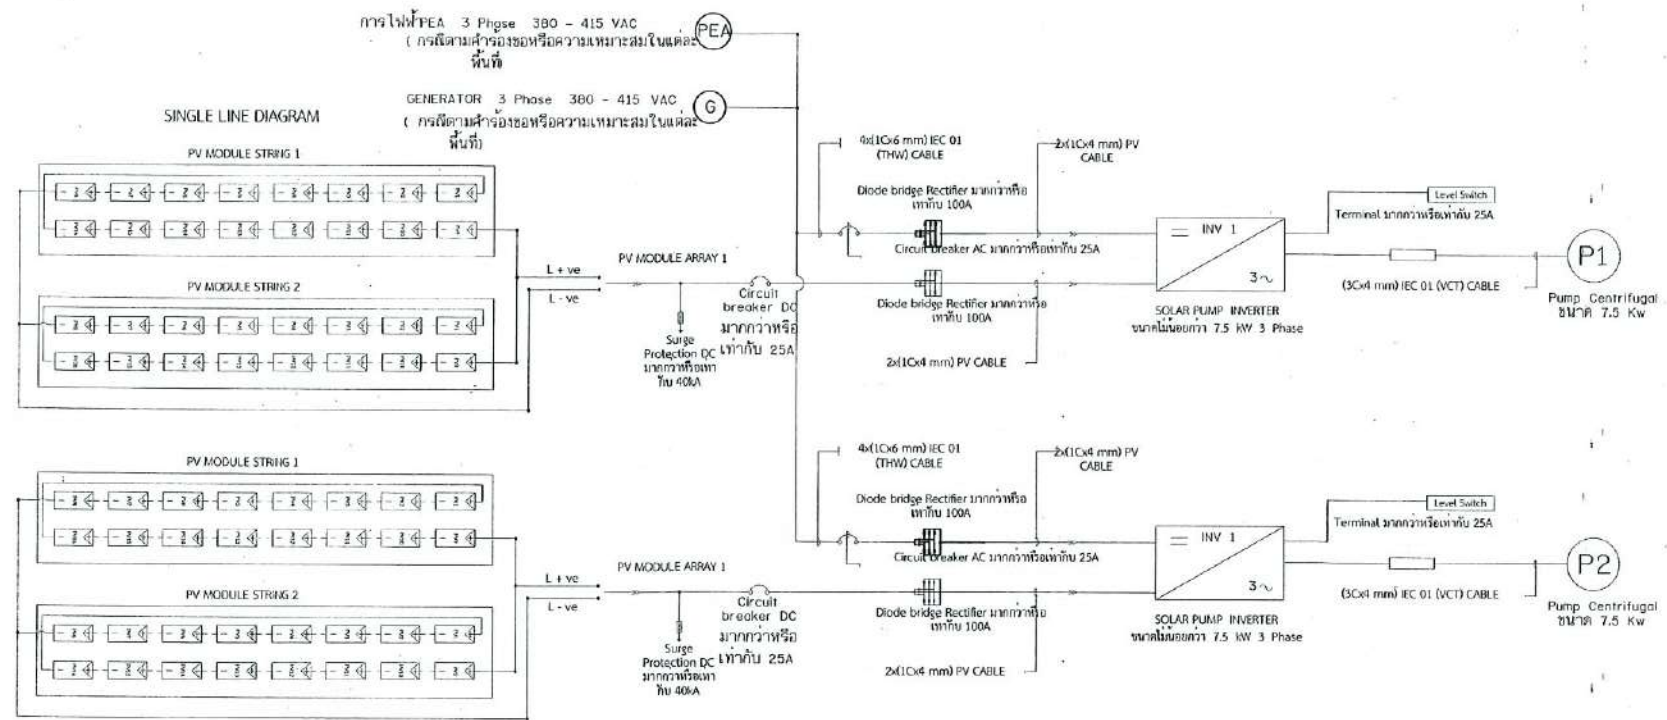 การไฟฟ้าPEA 3 Phase 380 - 415 VAC
( กรณีตามคำร้องขอหรือความเหมาะสมในแต่ละ
พื้นที่)
PEA
GENERATOR 3 Phase 380 - 415 VAC
( กรณีตามคำร้องขอหรือความเหมาะสมในแต่ละ
พื้นที่)
G
SINGLE LINE DIAGRAM
PV MODULE STRING 1
PV MODULE STRING 2
L + ve
L - ve
PV MODULE ARRAY 1
Surge
Protection DC
มากกว่าหรือเท่า
กับ 40kA
Circuit
breaker DC
มากกว่าหรือ
เท่ากับ 25A
4x(1Cx6 mm) IEC 01
(THW) CABLE
2x(1Cx4 mm) PV
CABLE
Diode bridge Rectifier มากกว่าหรือ
เท่ากับ 100A
Circuit breaker AC มากกว่าหรือเท่ากับ 25A
Diode bridge Rectifier มากกว่าหรือ
เท่ากับ 100A
2x(1Cx4 mm) PV CABLE
INV 1
3~
SOLAR PUMP INVERTER
ขนาดไม่น้อยกว่า 7.5 kW 3 Phase
Level Switch
Terminal มากกว่าหรือเท่ากับ 25A
(3Cx4 mm) IEC 01 (VCT) CABLE
P1
Pump Centrifugal
ขนาด 7.5 Kw
PV MODULE STRING 1
PV MODULE STRING 2
L + ve
L - ve
PV MODULE ARRAY 1
Surge
Protection DC
มากกว่าหรือเท่า
กับ 40kA
Circuit
breaker DC
มากกว่าหรือ
เท่ากับ 25A
4x(1Cx6 mm) IEC 01
(THW) CABLE
2x(1Cx4 mm) PV
CABLE
Diode bridge Rectifier มากกว่าหรือ
เท่ากับ 100A
Circuit breaker AC มากกว่าหรือเท่ากับ 25A
Diode bridge Rectifier มากกว่าหรือ
เท่ากับ 100A
2x(1Cx4 mm) PV CABLE
INV 1
3~
SOLAR PUMP INVERTER
ขนาดไม่น้อยกว่า 7.5 kW 3 Phase
Level Switch
Terminal มากกว่าหรือเท่ากับ 25A
(3Cx4 mm) IEC 01 (VCT) CABLE
P2
Pump Centrifugal
ขนาด 7.5 Kw